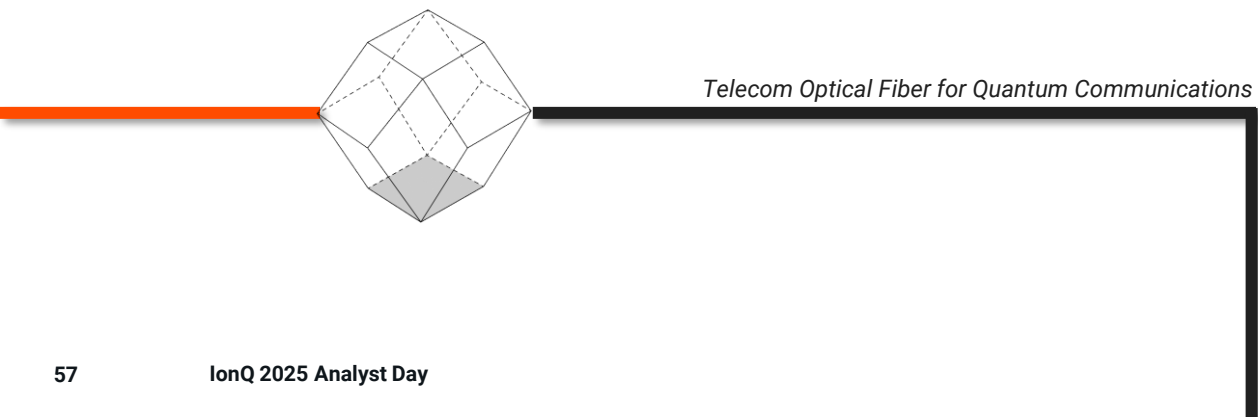 Telecom Optical Fiber for Quantum Communications
57 IonQ 2025 Analyst Day